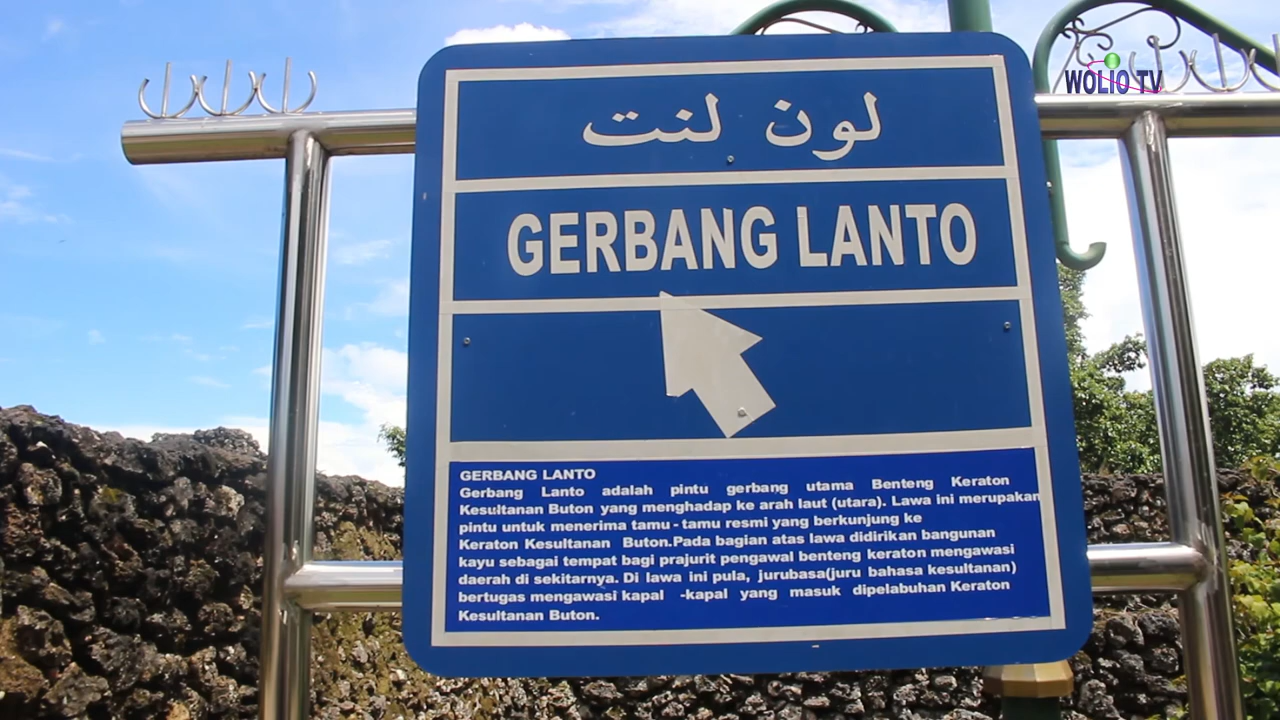 WOLIO TV
لون لنت
GERBANG LANTO
GERBANG LANTO
Gerbang Lanto adalah pintu gerbang utama Benteng Keraton
Kesultanan Buton yang menghadap ke arah laut (utara). Lawa ini merupakan
pintu untuk menerima tamu - tamu resmi yang berkunjung ke
Keraton Kesultanan Buton.Pada bagian atas lawa didirikan bangunan
kayu sebagai tempat bagi prajurit pengawal benteng keraton mengawasi
daerah di sekitarnya. Di lawa ini pula, jurubasa(juru bahasa kesultanan)
bertugas mengawasi kapal -kapal yang masuk dipelabuhan Keraton
Kesultanan Buton.